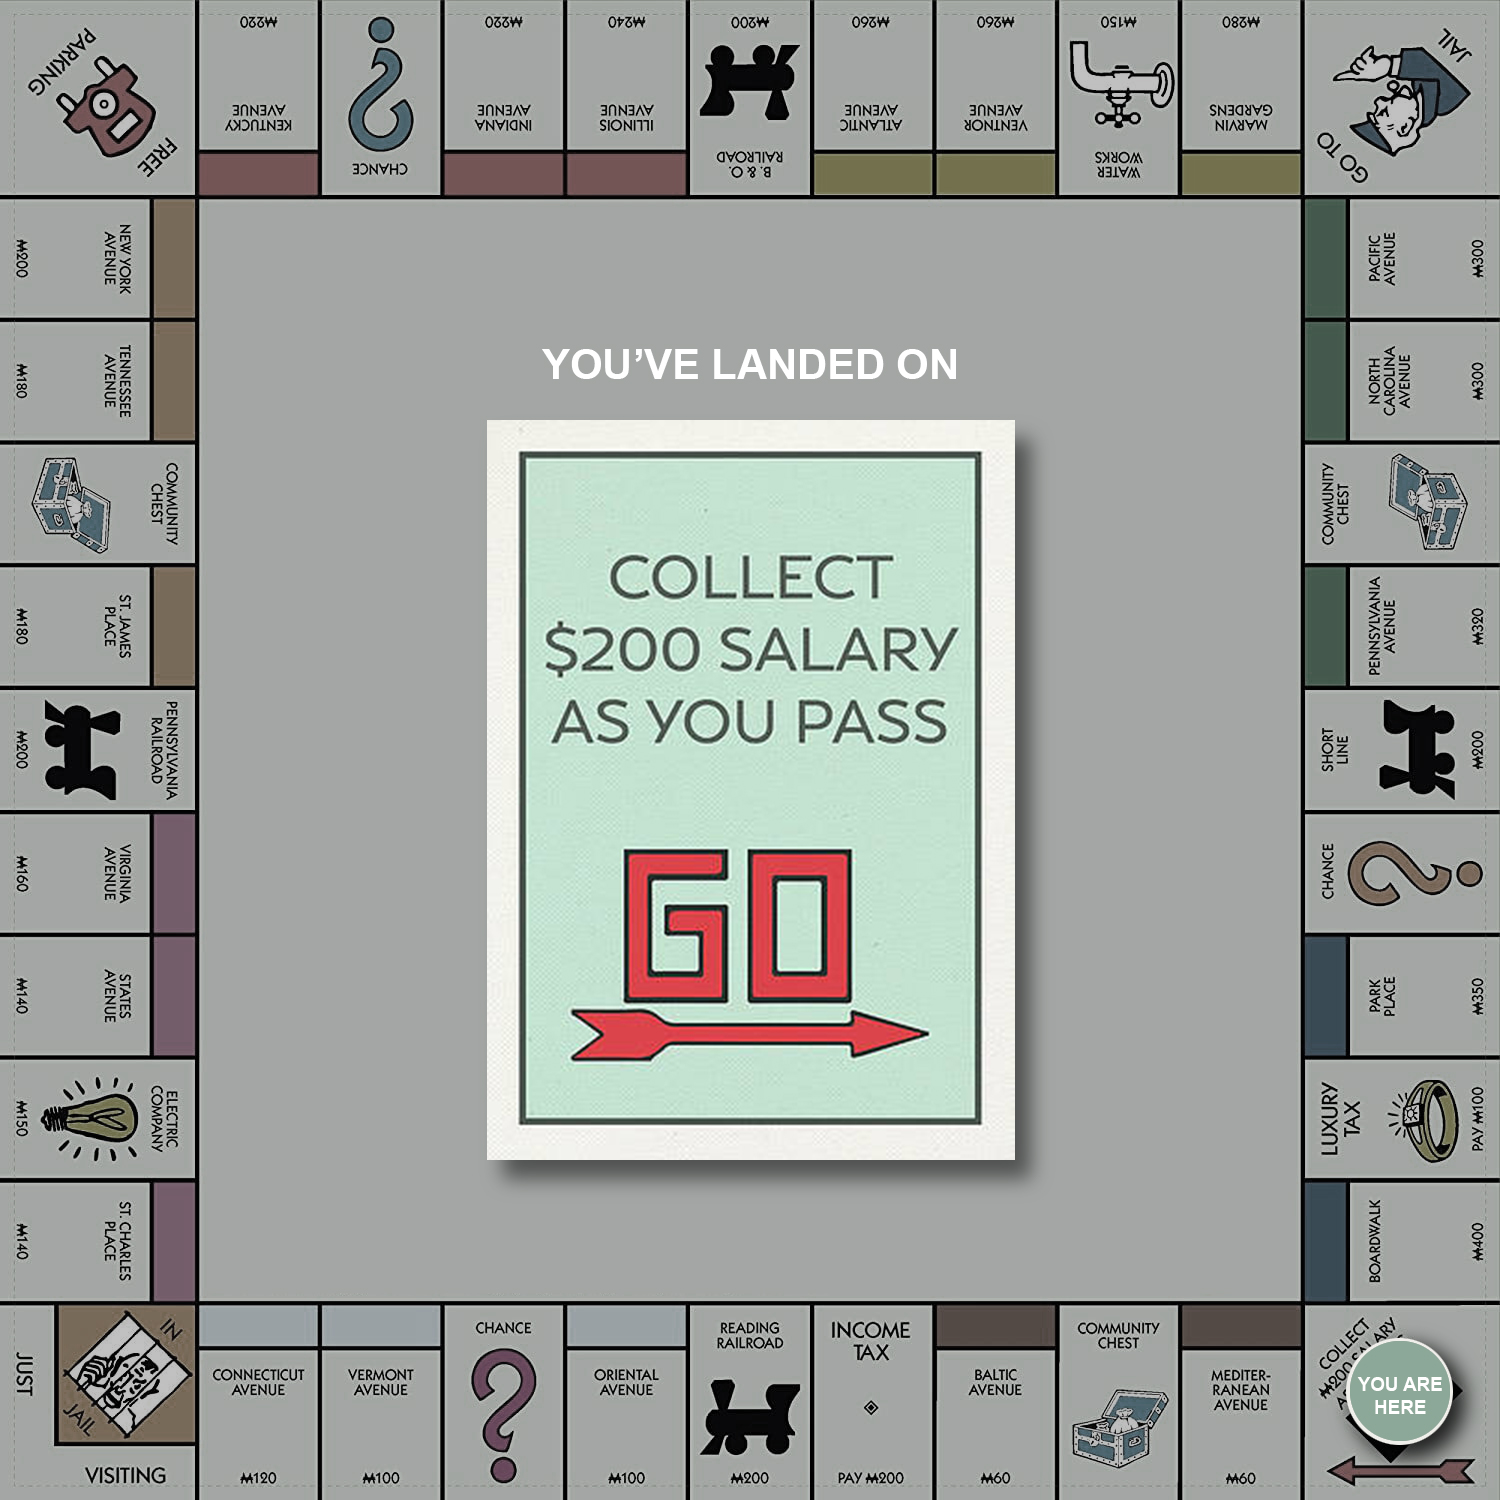 PARKING
FREE
₩220
KENTUCKY
AVENUE
CHANCE
₩220
INDIANA
AVENUE
₩240
ILLINOIS
AVENUE
₩200
B. & O.
RAILROAD
₩260
ATLANTIC
AVENUE
₩260
VENTNOR
AVENUE
₩150
WATER
WORKS
₩280
MARVIN
GARDENS
GO TO
JAIL
NEW YORK
AVENUE
₩200
TENNESSEE
AVENUE
₩180
COMMUNITY
CHEST
ST. JAMES
PLACE
₩180
PENNSYLVANIA
RAILROAD
₩200
VIRGINIA
AVENUE
₩160
STATES
AVENUE
₩140
ELECTRIC
COMPANY
₩150
ST. CHARLES
PLACE
₩140
YOU’VE LANDED ON
COLLECT
$200 SALARY
AS YOU PASS
GO
PACIFIC
AVENUE
₩300
NORTH
CAROLINA
AVENUE
₩300
COMMUNITY
CHEST
PENNSYLVANIA
AVENUE
₩320
SHORT
LINE
₩200
CHANCE
PARK
PLACE
₩350
LUXURY
TAX
PAY ₩100
BOARDWALK
₩400
JUST
VISITING
IN
JAIL
CONNECTICUT
AVENUE
₩120
VERMONT
AVENUE
₩100
CHANCE
ORIENTAL
AVENUE
₩100
READING
RAILROAD
₩200
INCOME
TAX
PAY ₩200
BALTIC
AVENUE
₩60
COMMUNITY
CHEST
MEDITER-
RANEAN
AVENUE
₩60
COLLECT
₩200 SALARY
YOU ARE
HERE